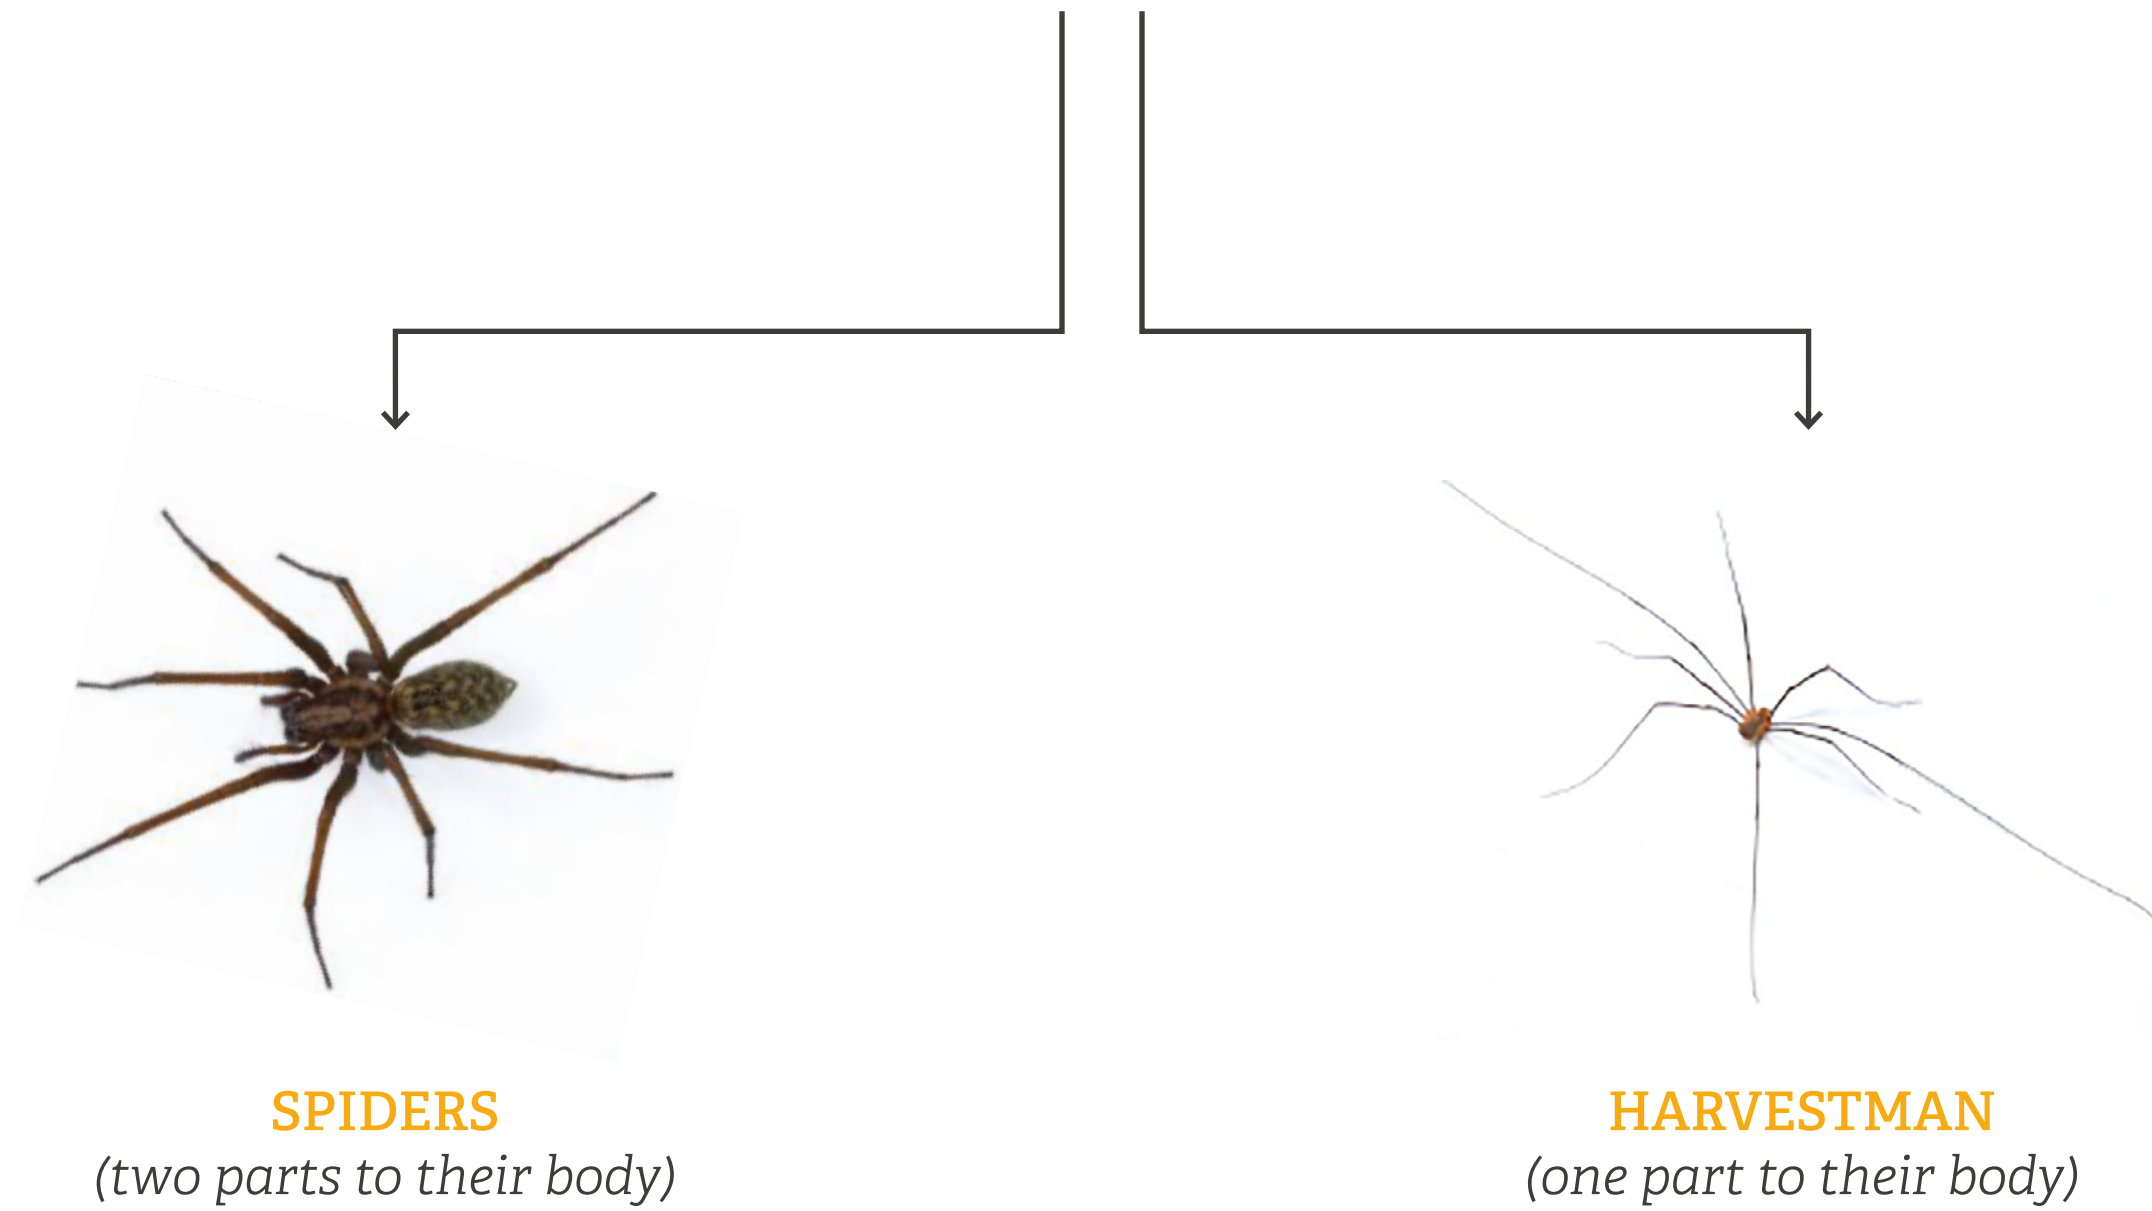 SPIDERS
(two parts to their body)
HARVESTMAN
(one part to their body)